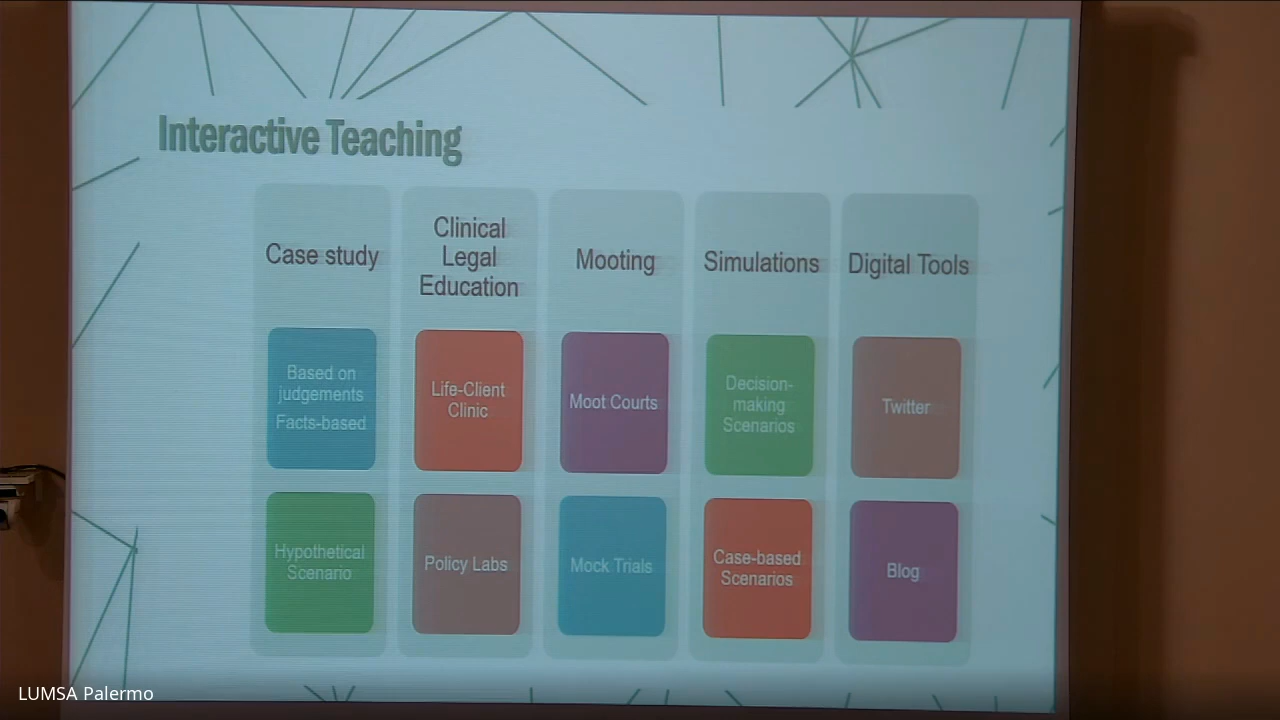 Interactive Teaching
Case study
Based on
judgements
Facts-based
Hypothetical
Scenario
Clinical
Legal
Education
Life-Client
Clinic
Policy Labs
Mooting
Moot Courts
Mock Trials
Simulations
Decision-
making
Scenarios
Case-based
Scenarios
Digital Tools
Twitter
Blog
LUMSA Palermo